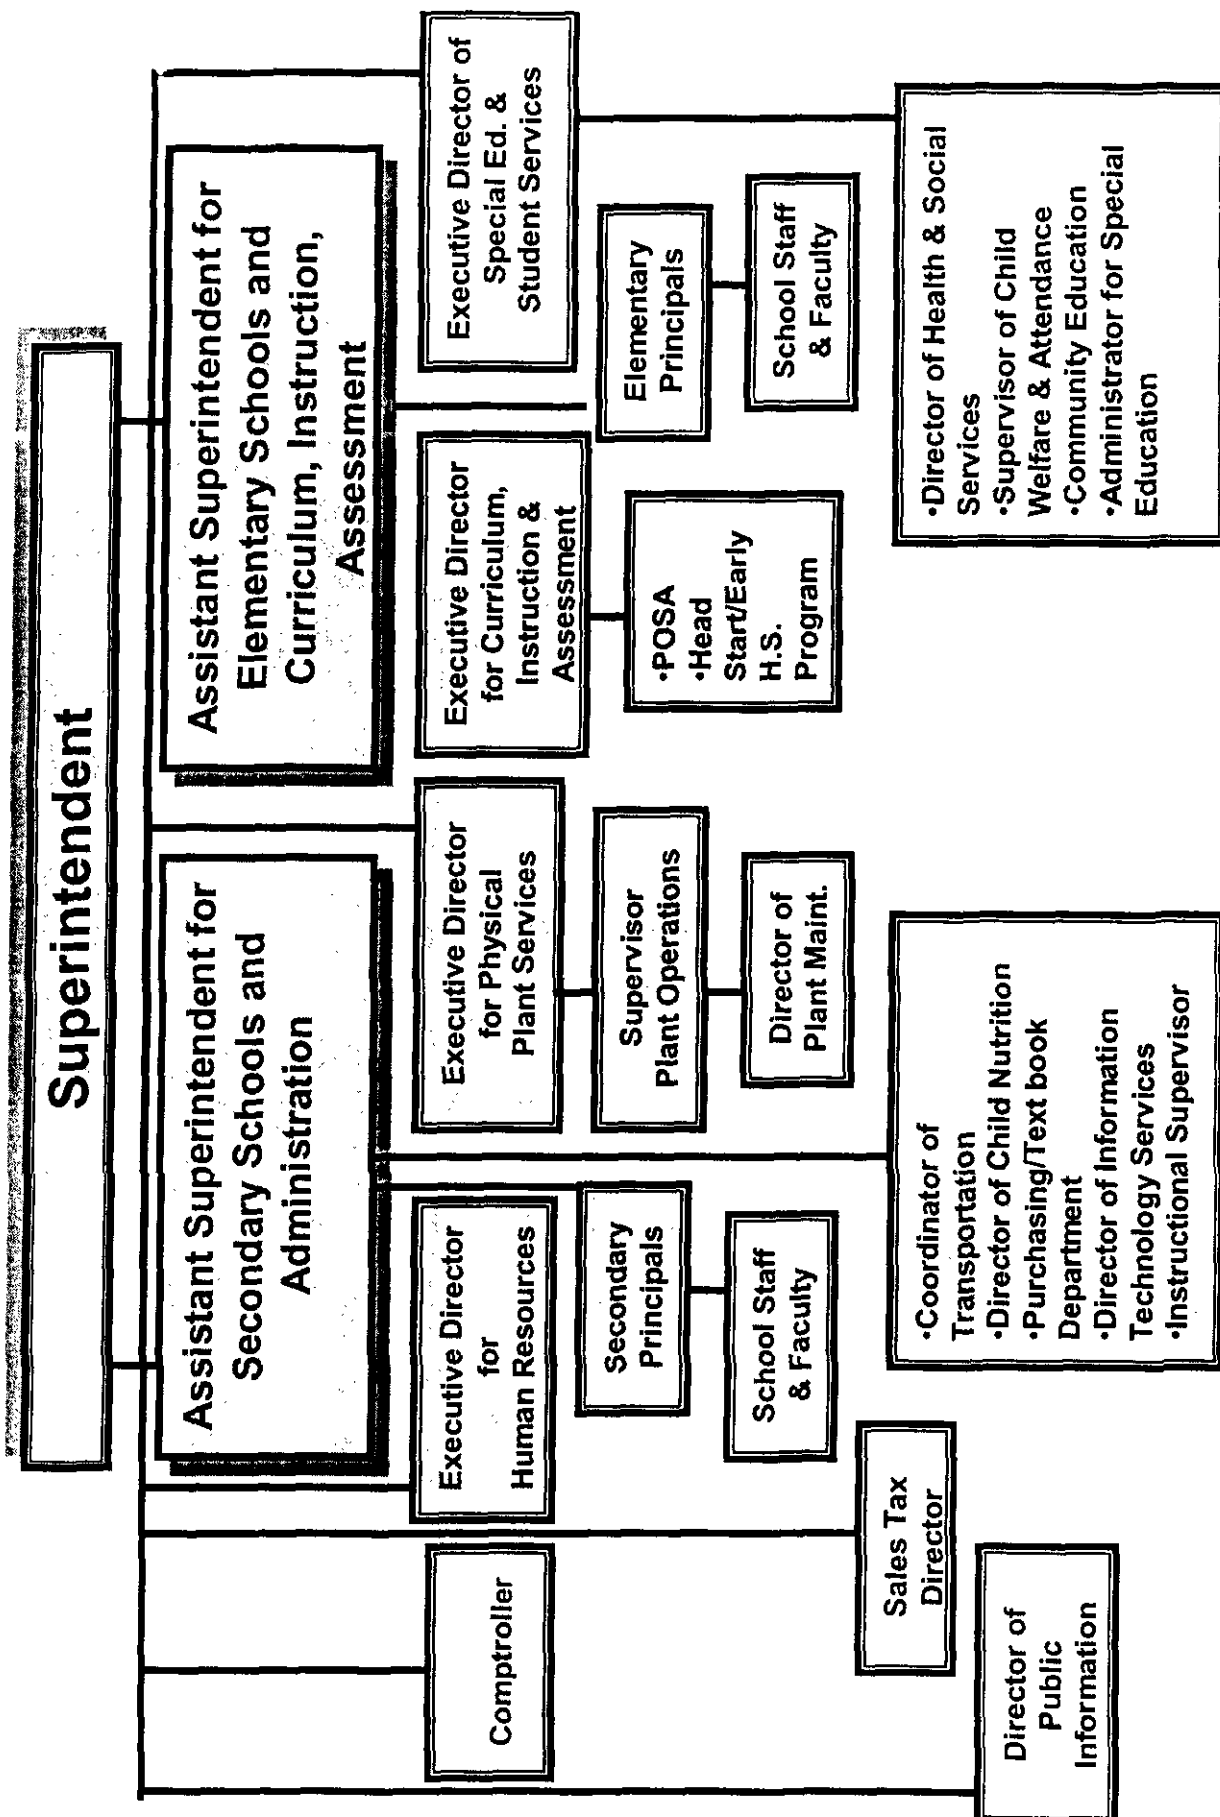 Superintendent
Assistant Superintendent for
Secondary Schools and
Administration
Assistant Superintendent for
Elementary Schools and
Curriculum, Instruction,
Assessment
Comptroller
Executive Director
for
Human Resources
Executive Director
for Physical
Plant Services
Executive Director
for Curriculum,
Instruction &
Assessment
Executive Director of
Special Ed. &
Student Services
Secondary
Principals
Supervisor
Plant Operations
•POSA
•Head
Start/Early
H.S.
Program
Elementary
Principals
School Staff
& Faculty
Director of
Plant Maint.
School Staff
& Faculty
Sales Tax
Director
Director of
Public
Information
•Coordinator of
Transportation
•Director of Child Nutrition
•Purchasing/Text book
Department
•Director of Information
Technology Services
•Instructional Supervisor
•Director of Health & Social
Services
•Supervisor of Child
Welfare & Attendance
•Community Education
•Administrator for Special
Education